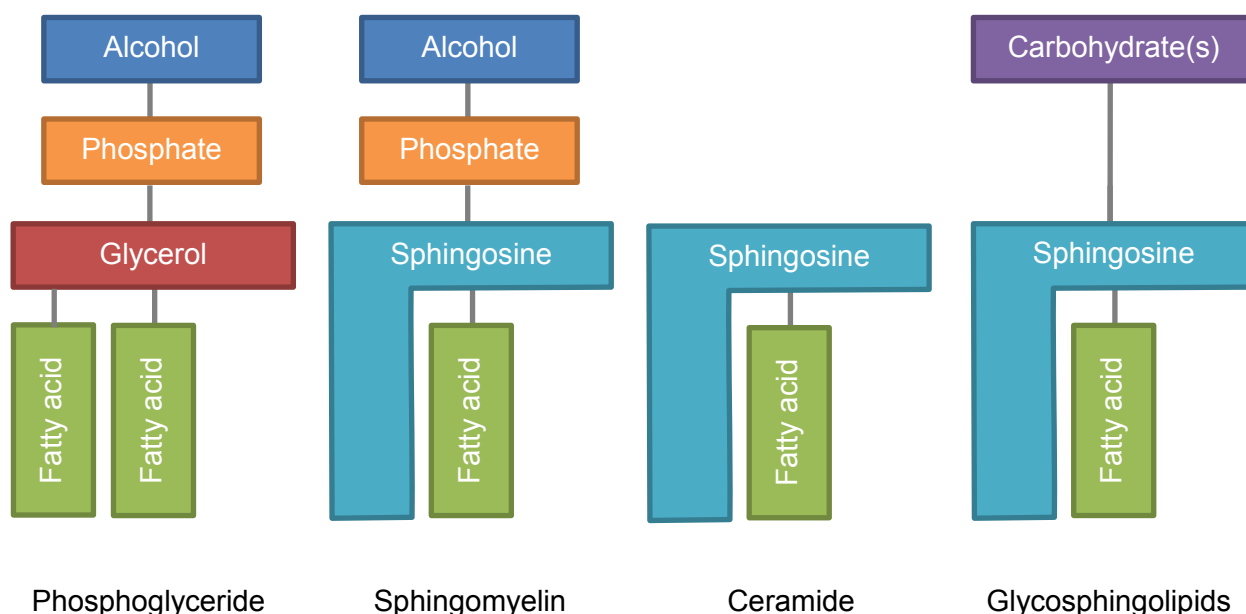 Alcohol
Alcohol
Carbohydrate(s)
Phosphate
Phosphate
Glycerol
Sphingosine
Sphingosine
Sphingosine
Fatty acid
Fatty acid
Fatty acid
Fatty acid
Fatty acid
Phosphoglyceride
Sphingomyelin
Ceramide
Glycosphingolipids